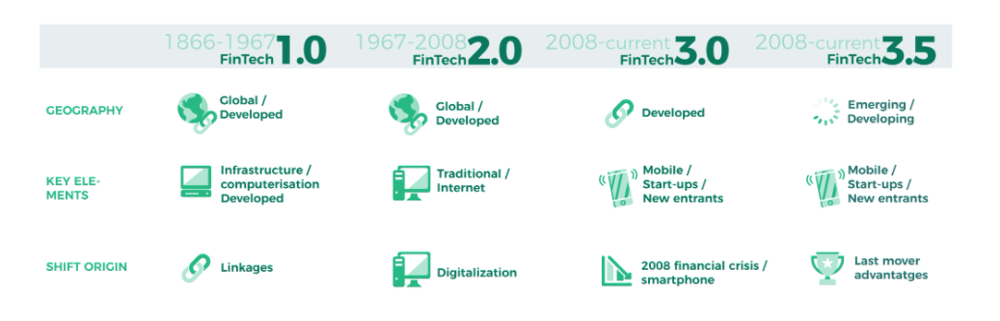 1866-1967 1.0
FinTech
1967-2008 2.0
FinTech
2008-current 3.0
FinTech
2008-current 3.5
FinTech
GEOGRAPHY
Global /
Developed
Global /
Developed
Developed
Emerging /
Developing
KEY ELE-
MENTS
Infrastructure /
computerisation
Developed
Traditional /
Internet
Mobile /
Start-ups /
New entrants
Mobile /
Start-ups /
New entrants
SHIFT ORIGIN
Linkages
Digitalization
2008 financial crisis /
smartphone
Last mover
advantatges